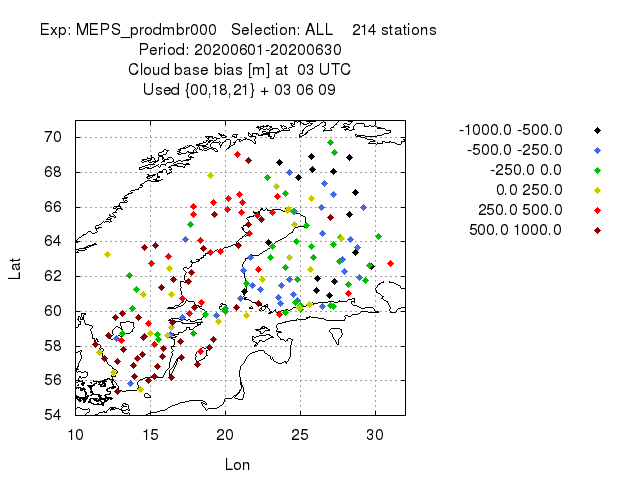 Exp: MEPS_prodmbr000 Selection: ALL 214 stations
Period: 20200601-20200630
Cloud base bias [m] at 03 UTC
Used {00,18,21} + 03 06 09
-1000.0 -500.0
-500.0 -250.0
-250.0 0.0
0.0 250.0
250.0 500.0
500.0 1000.0
Lat
70
68
66
64
62
60
58
56
54
10 15 20 25 30
Lon